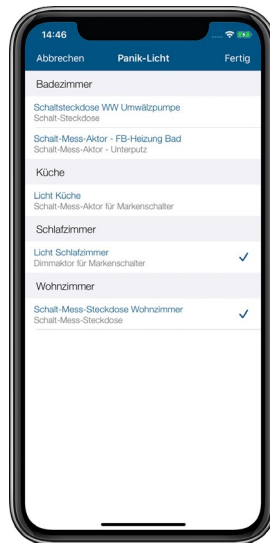 14:46
Abbrechen Panik-Licht Fertig
Badezimmer
Schaltsteckdose WW Umwälzpumpe
Schalt-Steckdose
Schalt-Mess-Aktor - FB-Heizung Bad
Schalt-Mess-Aktor - Unterputz
Küche
Licht Küche
Schalt-Mess-Aktor für Markenschalter
Schlafzimmer
Licht Schlafzimmer
Dimmaktor für Markenschalter
Wohnzimmer
Schalt-Mess-Steckdose Wohnzimmer
Schalt-Mess-Steckdose